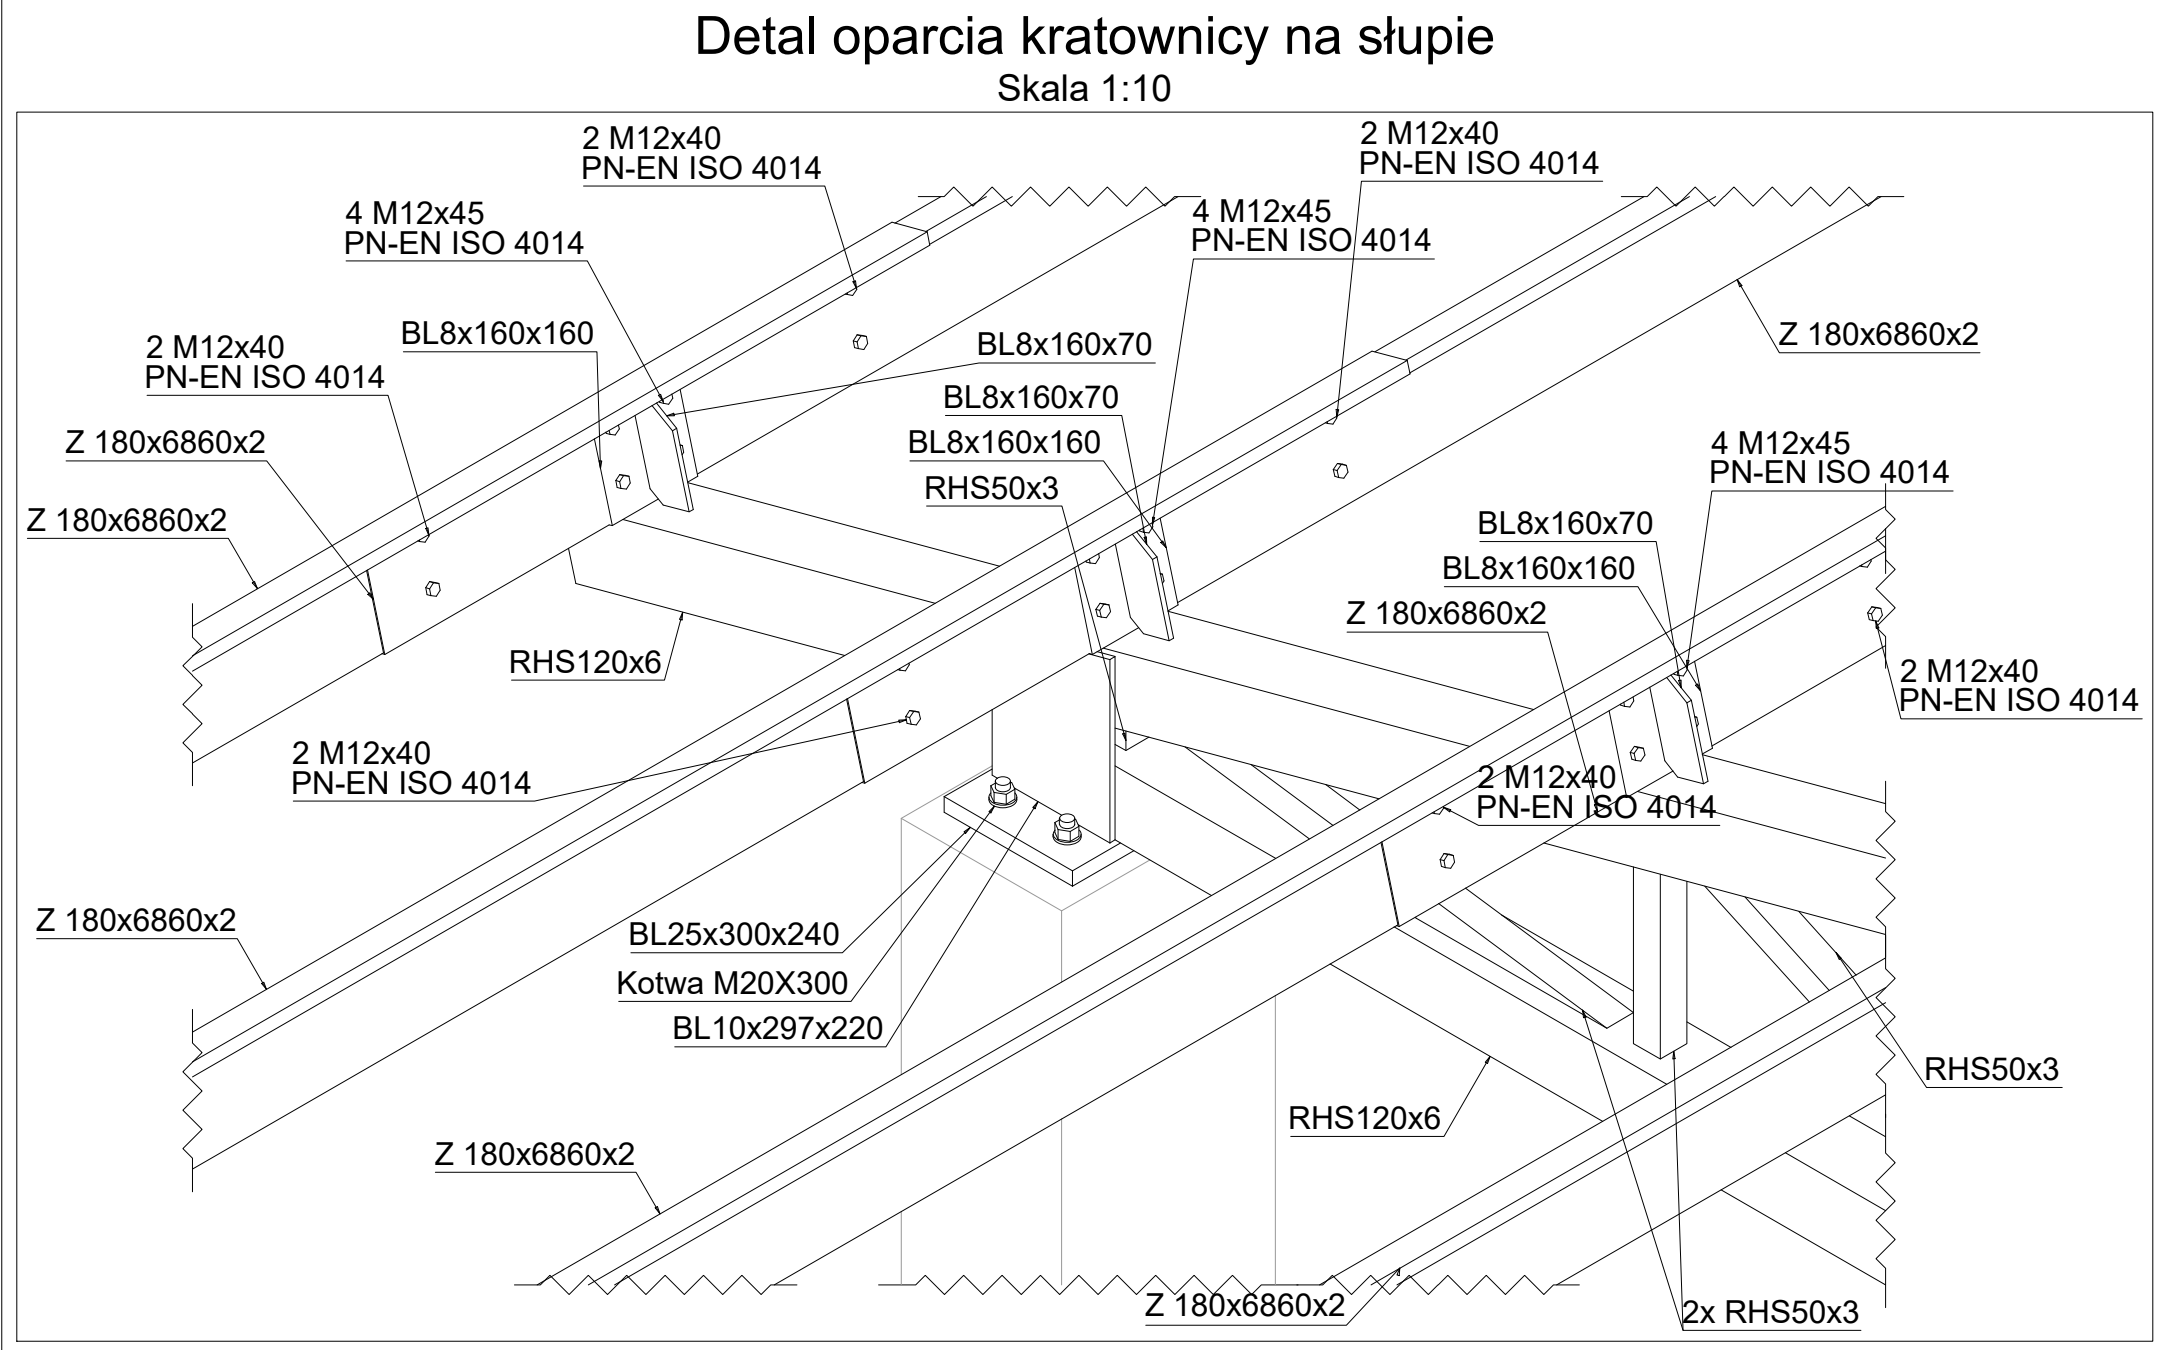 Detal oparcia kratownicy na słupie
Skala 1:10
2 M12x40
PN-EN ISO 4014
2 M12x40
PN-EN ISO 4014
4 M12x45
PN-EN ISO 4014
4 M12x45
PN-EN ISO 4014
BL8x160x160
2 M12x40
PN-EN ISO 4014
BL8x160x70
Z 180x6860x2
BL8x160x70
Z 180x6860x2
BL8x160x160
4 M12x45
PN-EN ISO 4014
RHS50x3
Z 180x6860x2
BL8x160x70
BL8x160x160
Z 180x6860x2
RHS120x6
2 M12x40
PN-EN ISO 4014
2 M12x40
PN-EN ISO 4014
2 M12x40
PN-EN ISO 4014
Z 180x6860x2
BL25x300x240
Kotwa M20X300
BL10x297x220
RHS50x3
RHS120x6
Z 180x6860x2
Z 180x6860x2
2x RHS50x3